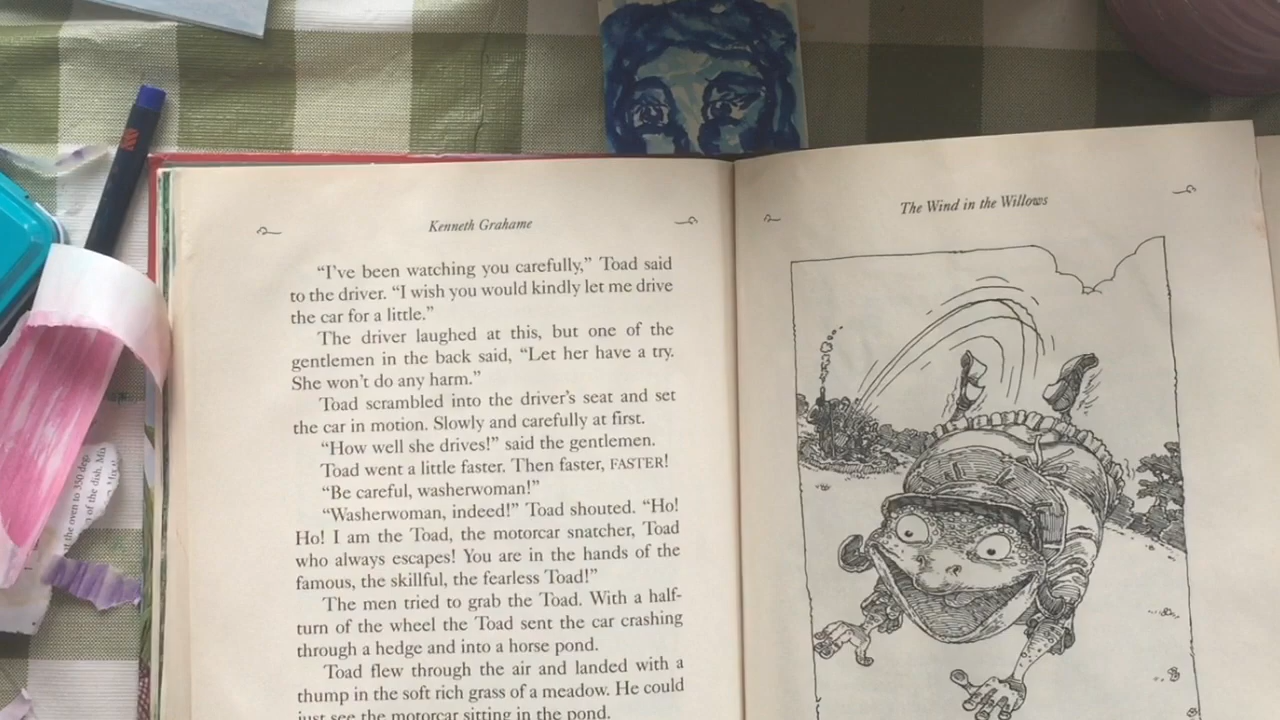 Kenneth Grahame
“I’ve been watching you carefully,” Toad said
to the driver. “I wish you would kindly let me drive
the car for a little.”
The driver laughed at this, but one of the
gentlemen in the back said, “Let her have a try.
She won’t do any harm.”
Toad scrambled into the driver’s seat and set
the car in motion. Slowly and carefully at first.
“How well she drives!” said the gentlemen.
Toad went a little faster. Then faster, FASTER!
“Be careful, washerwoman!”
“Washerwoman, indeed!” Toad shouted. “Ho!
Ho! I am the Toad, the motorcar snatcher, Toad
who always escapes! You are in the hands of the
famous, the skillful, the fearless Toad!”
The men tried to grab the Toad. With a half-
turn of the wheel the Toad sent the car crashing
through a hedge and into a horse pond.
Toad flew through the air and landed with a
thump in the soft rich grass of a meadow. He could
just see the motorcar sitting in the pond.
The Wind in the Willows
the oven to 350
of the dish.